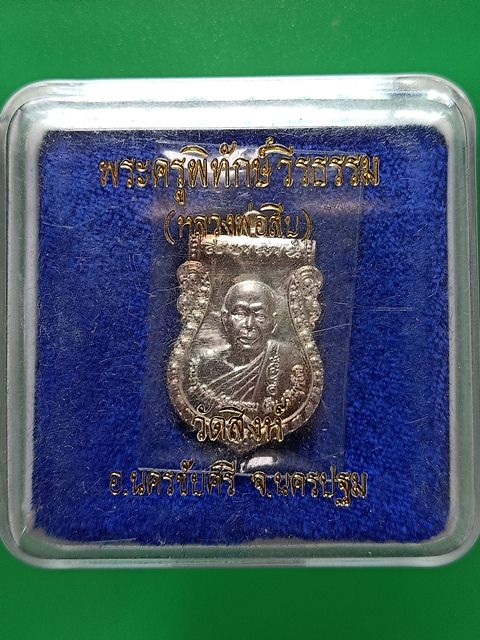 พระครูพิทักษ์วีรธรรม
(หลวงพ่อสืบ)
วัดสิงห์
อ.นครชัยศรี จ.นครปฐม